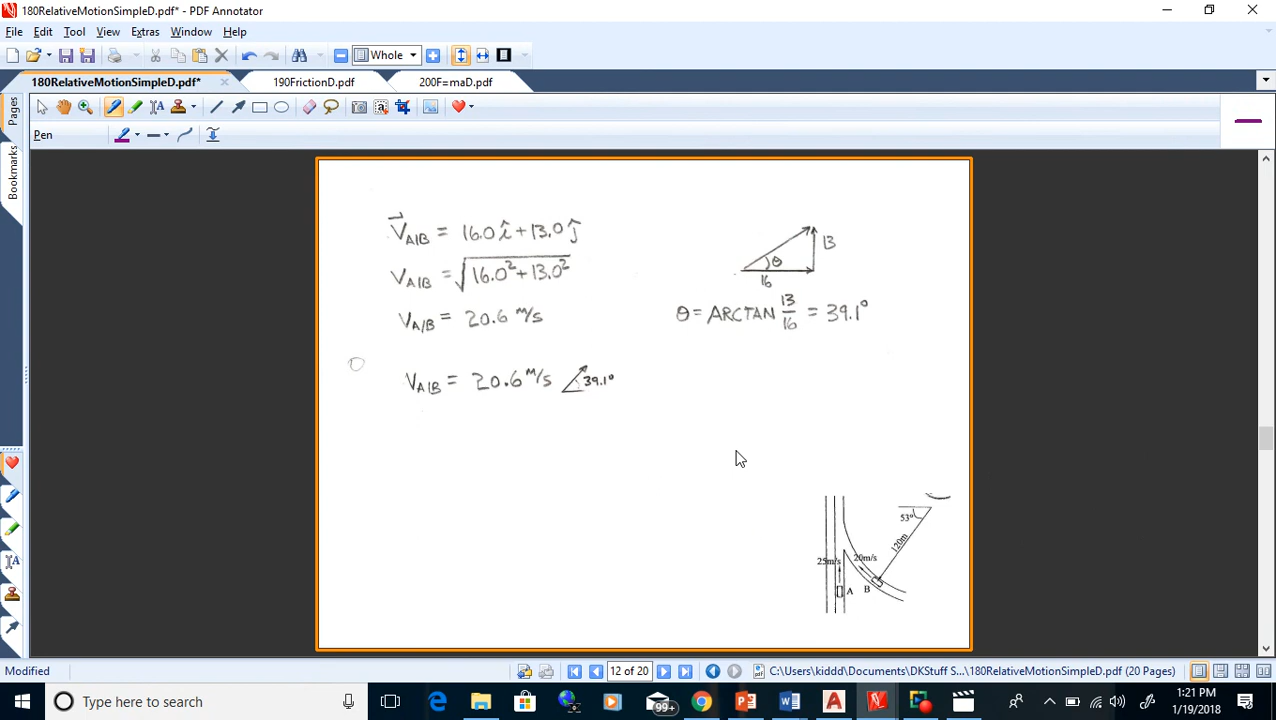 180RelativeMotionSimpleD.pdf* - PDF Annotator
File Edit Tool View Extras Window Help
Whole
180RelativeMotionSimpleD.pdf* 190FrictionD.pdf 200F=maD.pdf
Pen
Pages
Bookmarks
V⃗A/B = 16.0 î + 13.0 ĵ
VA/B = √16.0² + 13.0²
VA/B = 20.6 m/s
VA/B = 20.6 m/s 39.1°
13
θ
16
θ = ARCTAN 13/16 = 39.1°
53°
120m
25m/s 20m/s
A B
Modified
12 of 20
C:\Users\kiddd\Documents\DKStuff S...\180RelativeMotionSimpleD.pdf (20 Pages)
Type here to search
99+
1:21 PM
1/19/2018